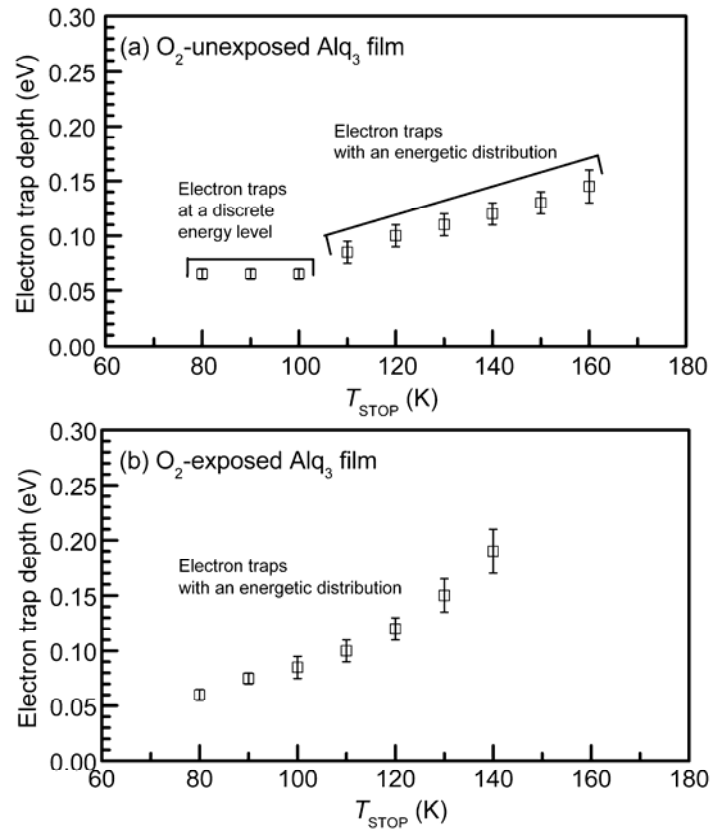 (a) O₂-unexposed Alq₃ film
Electron trap depth (eV)
0.30
0.25
0.20
0.15
0.10
0.05
0.00
Electron traps
with an energetic distribution
Electron traps
at a discrete
energy level
60 80 100 120 140 160 180
T_STOP (K)
(b) O₂-exposed Alq₃ film
Electron trap depth (eV)
0.30
0.25
0.20
0.15
0.10
0.05
0.00
Electron traps
with an energetic distribution
60 80 100 120 140 160 180
T_STOP (K)